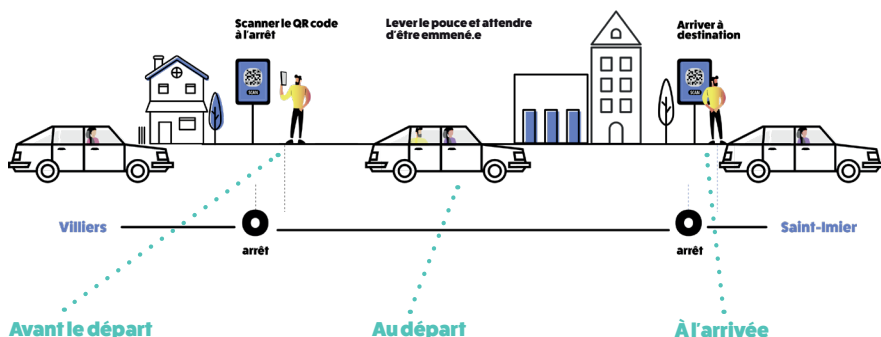 Scanner le QR code
à l'arrêt
Lever le pouce et attendre
d'être emmené.e
Arriver à
destination
SCAN
SCAN
Villiers
arrêt
arrêt
Saint-Imier
Avant le départ
Au départ
À l'arrivée